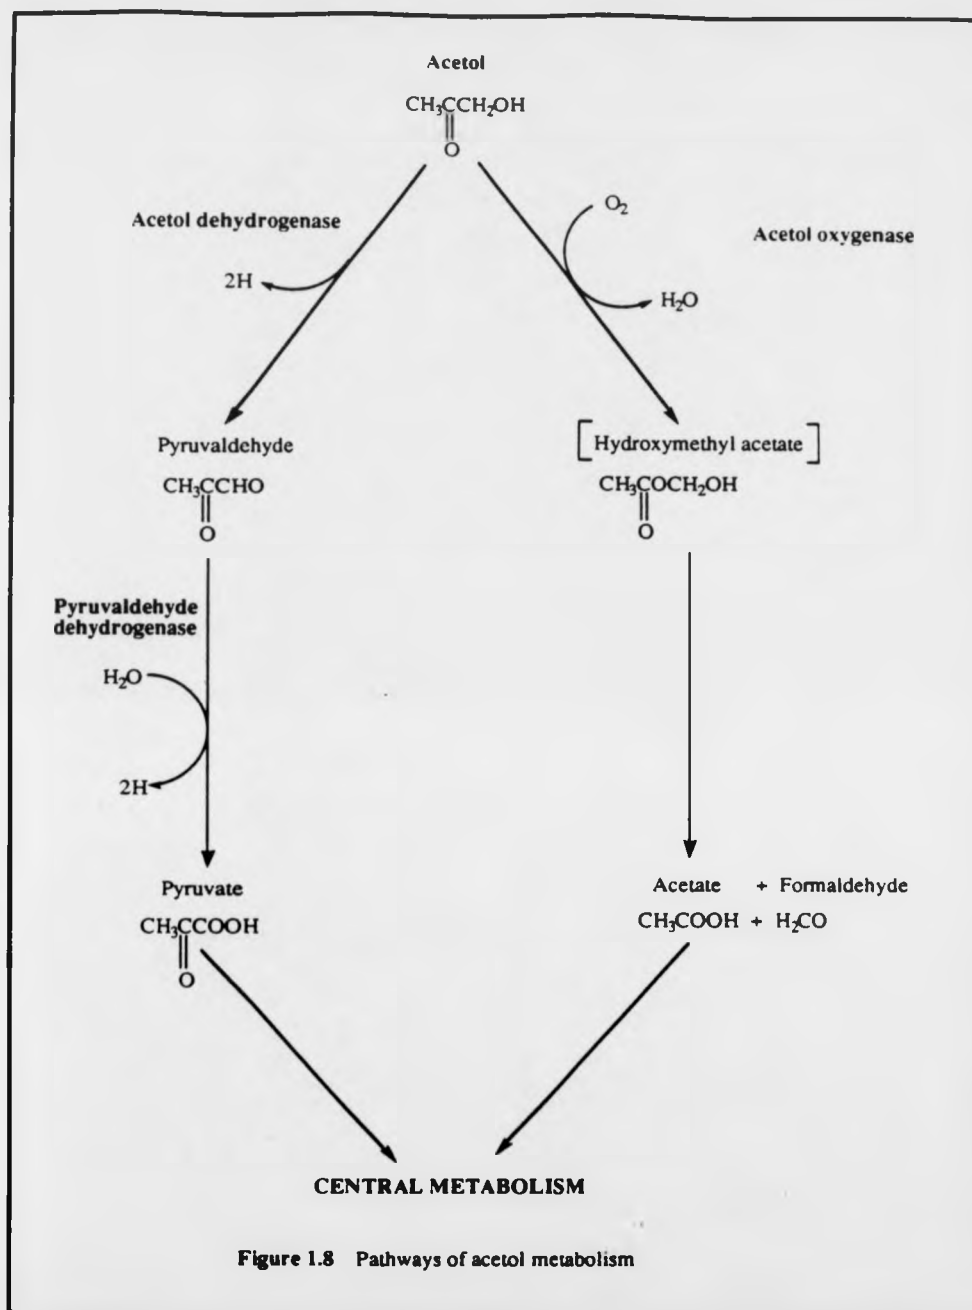 Acetol
CH₃CCH₂OH
O
Acetol dehydrogenase
O₂
Acetol oxygenase
2H
H₂O
Pyruvaldehyde
[Hydroxymethyl acetate]
CH₃CCHO
O
CH₃COCH₂OH
O
Pyruvaldehyde
dehydrogenase
H₂O
2H
Pyruvate
CH₃CCOOH
O
Acetate + Formaldehyde
CH₃COOH + H₂CO
CENTRAL METABOLISM
Figure 1.8 Pathways of acetol metabolism